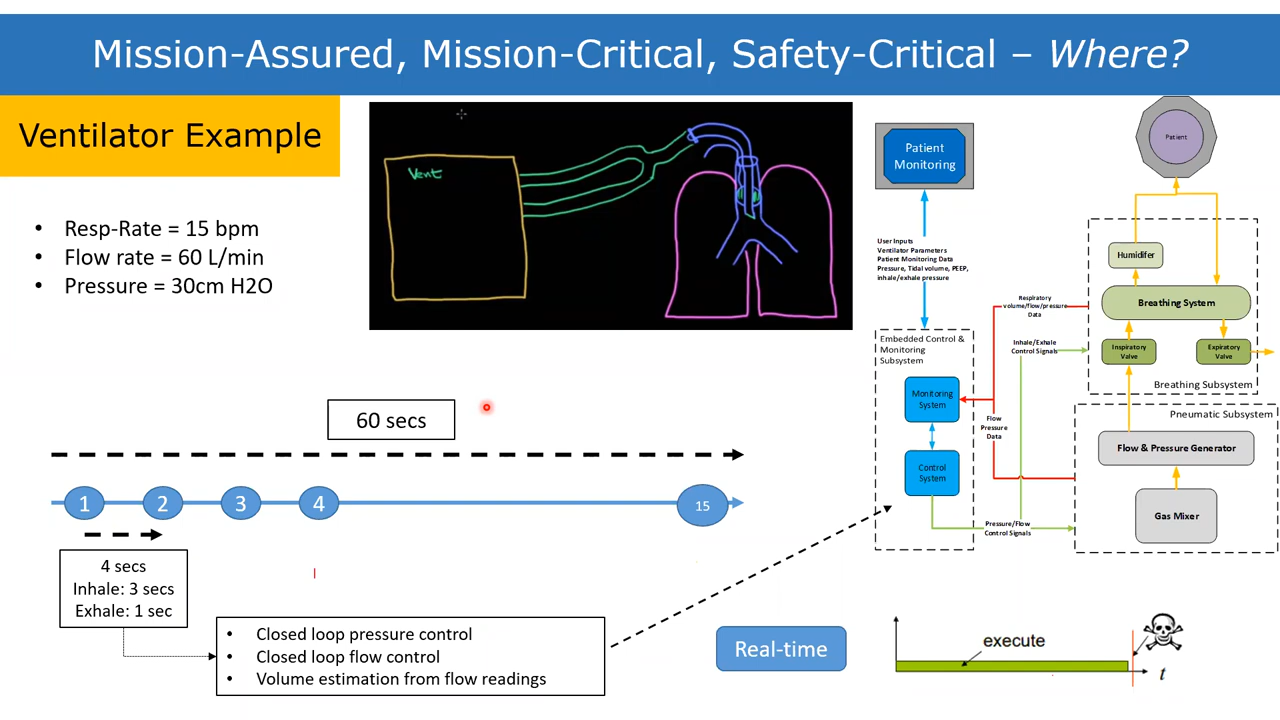 Mission-Assured, Mission-Critical, Safety-Critical – Where?
Ventilator Example
• Resp-Rate = 15 bpm
• Flow rate = 60 L/min
• Pressure = 30cm H2O
Vent
Patient
Monitoring
Patient
User Inputs
Ventilator Parameters
Patient Monitoring Data
Pressure, Tidal volume, PEEP,
inhale/exhale pressure
Humidifer
Breathing System
Respiratory
volume/flow/pressure
Data
Inhale/Exhale
Control Signals
Inspiratory
Valve
Expiratory
Valve
Breathing Subsystem
Embedded Control &
Monitoring
Subsystem
Monitoring
System
Flow
Pressure
Data
Control
System
Pressure/Flow
Control Signals
Pneumatic Subsystem
Flow & Pressure Generator
Gas Mixer
60 secs
1
2
3
4
15
4 secs
Inhale: 3 secs
Exhale: 1 sec
• Closed loop pressure control
• Closed loop flow control
• Volume estimation from flow readings
Real-time
execute
t